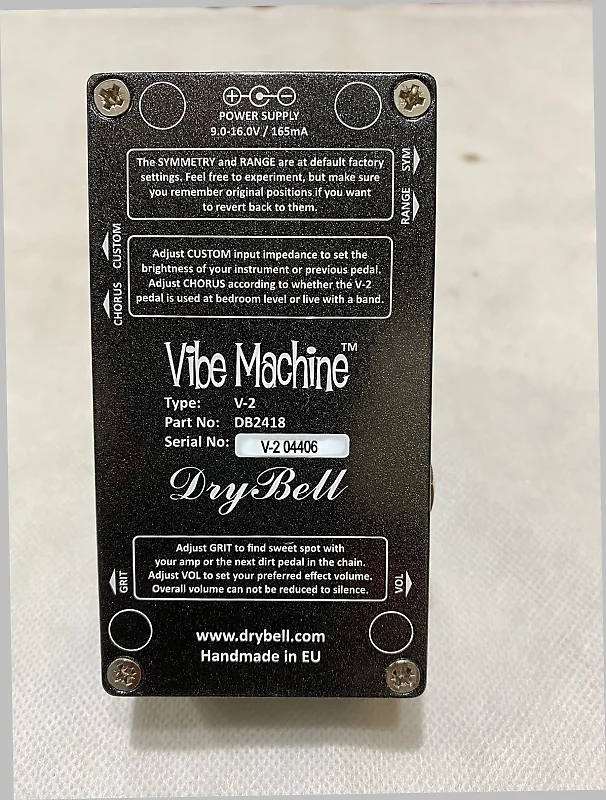 POWER SUPPLY
9.0-16.0V / 165mA
SYM
RANGE
The SYMMETRY and RANGE are at default factory
settings. Feel free to experiment, but make sure
you remember original positions if you want
to revert back to them.
CUSTOM
CHORUS
Adjust CUSTOM input impedance to set the
brightness of your instrument or previous pedal.
Adjust CHORUS according to whether the V-2
pedal is used at bedroom level or live with a band.
Vibe Machine™
Type: V-2
Part No: DB2418
Serial No: V-2 04406
DryBell
GRIT
Adjust GRIT to find sweet spot with
your amp or the next dirt pedal in the chain.
Adjust VOL to set your preferred effect volume.
Overall volume can not be reduced to silence.
VOL
www.drybell.com
Handmade in EU